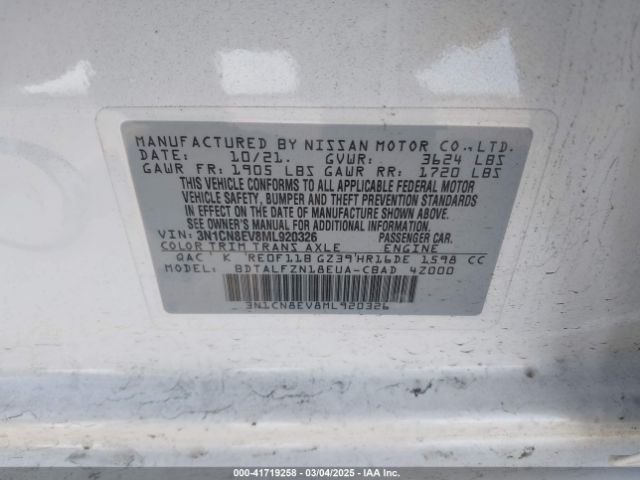 MANUFACTURED BY NISSAN MOTOR CO., LTD.
DATE: 10/21. GVWR: 3624 LBS
GAWR FR: 1905 LBS GAWR RR: 1720 LBS
THIS VEHICLE CONFORMS TO ALL APPLICABLE FEDERAL MOTOR
VEHICLE SAFETY, BUMPER AND THEFT PREVENTION STANDARDS
IN EFFECT ON THE DATE OF MANUFACTURE SHOWN ABOVE.
SEE OWNER'S MANUAL FOR ADDITIONAL INFORMATION.
VIN: 3N1CN8EV8ML920326 PASSENGER CAR.
COLOR TRIM TRANS AXLE ENGINE
QAC K RE0F11B GZ39 HR16DE 1598 CC
MODEL: BDTALFZN18EUA-CBAD 4Z000
3N1CN8EV8ML920326
000-41719258 - 03/04/2025 - IAA Inc.